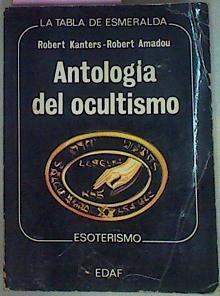 LA TABLA DE ESMERALDA
Robert Kanters-Robert Amadou
Antología
del ocultismo
ESOTERISMO
EDAF